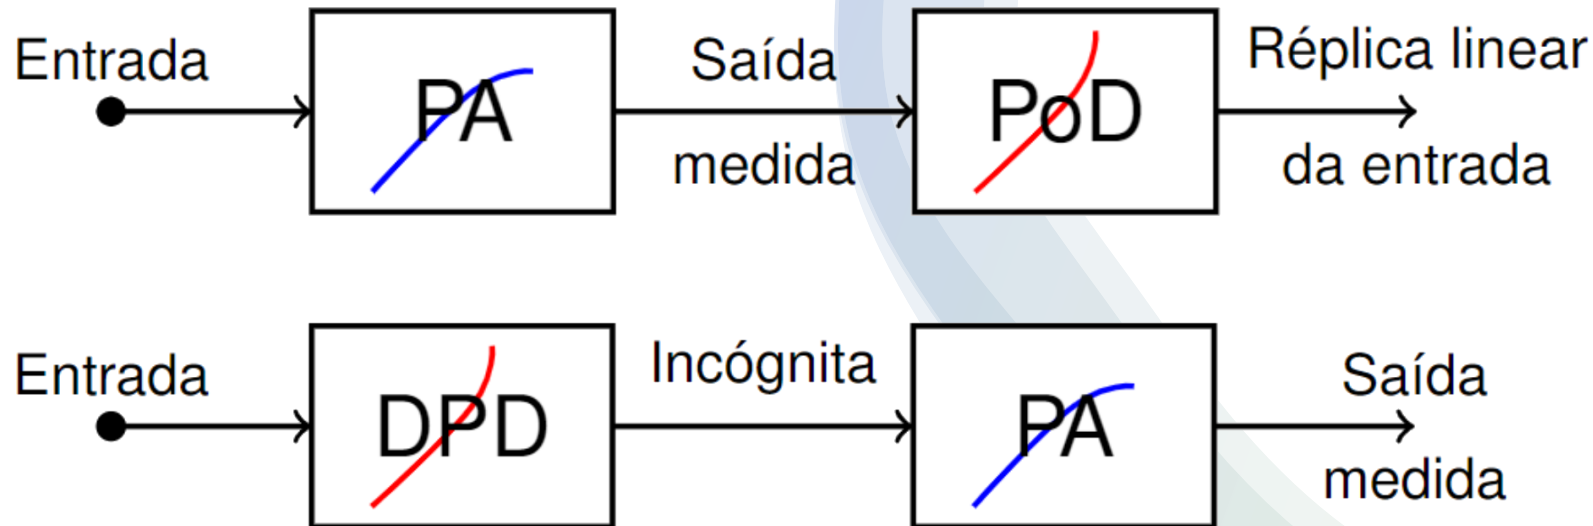 Entrada
PA
Saída
medida
PoD
Réplica linear
da entrada
Entrada
DPD
Incógnita
PA
Saída
medida